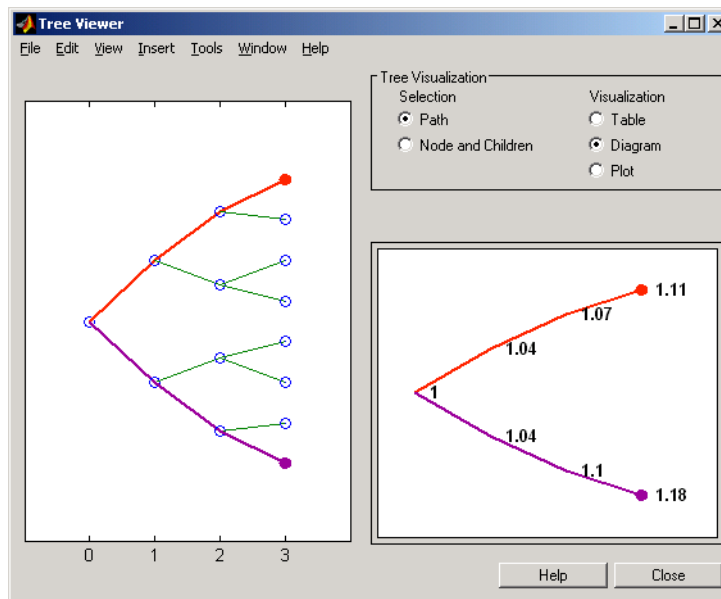 Tree Viewer
File Edit View Insert Tools Window Help
Tree Visualization
Selection
Visualization
Path
Node and Children
Table
Diagram
Plot
0 1 2 3
1.11
1.07
1.04
1
1.04
1.1
1.18
Help
Close